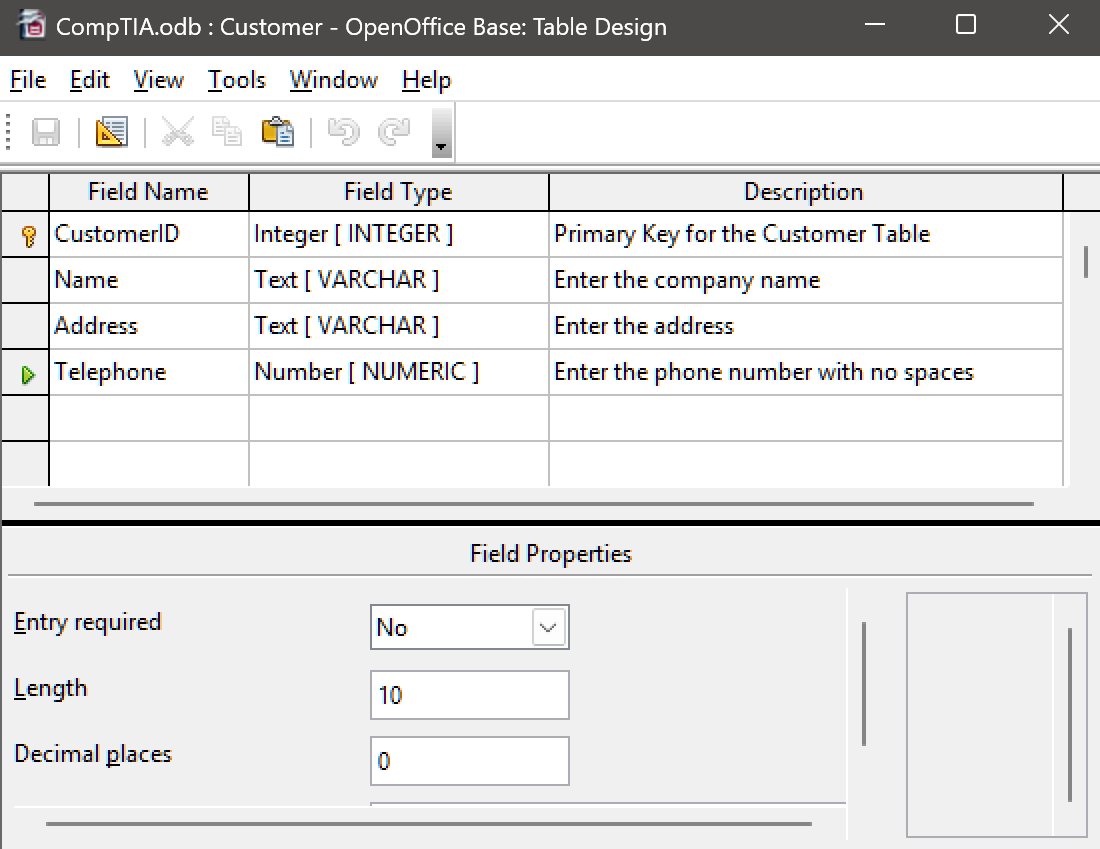 CompTIA.odb : Customer - OpenOffice Base: Table Design
File Edit View Tools Window Help
Field Name Field Type Description
CustomerID Integer [ INTEGER ] Primary Key for the Customer Table
Name Text [ VARCHAR ] Enter the company name
Address Text [ VARCHAR ] Enter the address
Telephone Number [ NUMERIC ] Enter the phone number with no spaces
Field Properties
Entry required No
Length 10
Decimal places 0